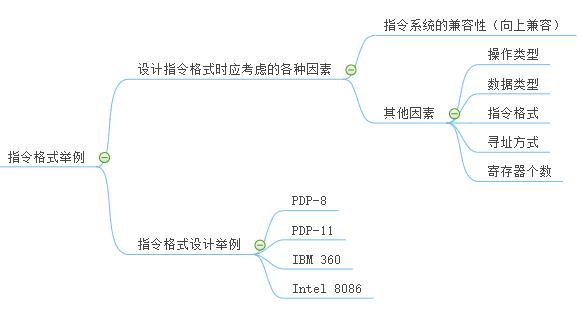 指令系统的兼容性（向上兼容）
操作类型
设计指令格式时应考虑的各种因素
数据类型
其他因素
指令格式
寻址方式
指令格式举例
寄存器个数
PDP-8
PDP-11
指令格式设计举例
IBM 360
Intel 8086